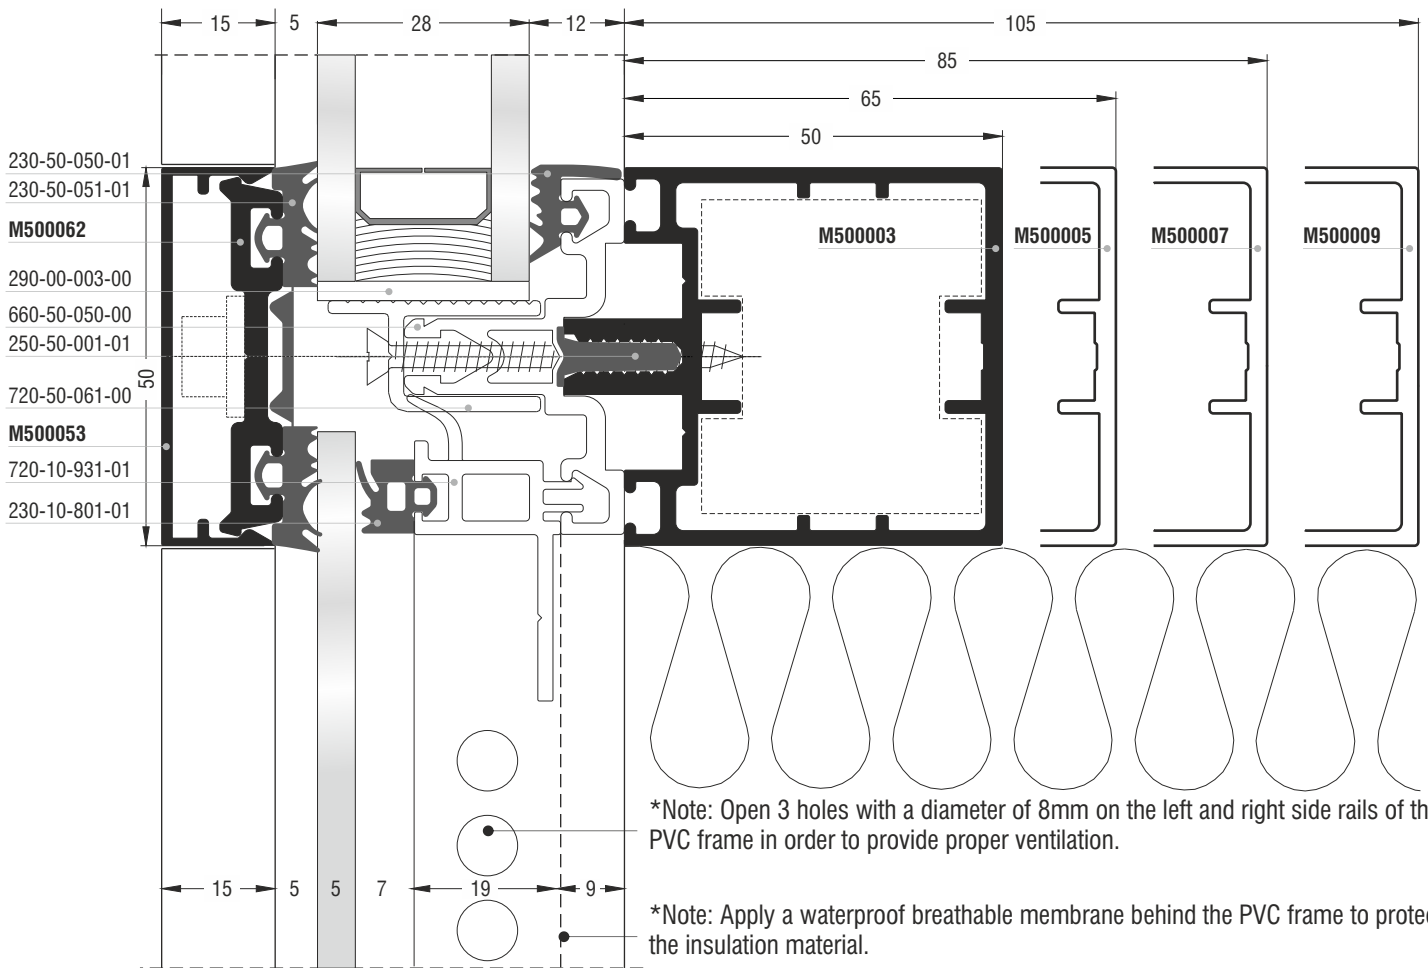 15 5 28 12 105
85
65
50
230-50-050-01
230-50-051-01
M500062
M500003 M500005 M500007 M500009
290-00-003-00
660-50-050-00
250-50-001-01
50
720-50-061-00
M500053
720-10-931-01
230-10-801-01
*Note: Open 3 holes with a diameter of 8mm on the left and right side rails of th
PVC frame in order to provide proper ventilation.
15 5 5 7 19 9
*Note: Apply a waterproof breathable membrane behind the PVC frame to protec
the insulation material.